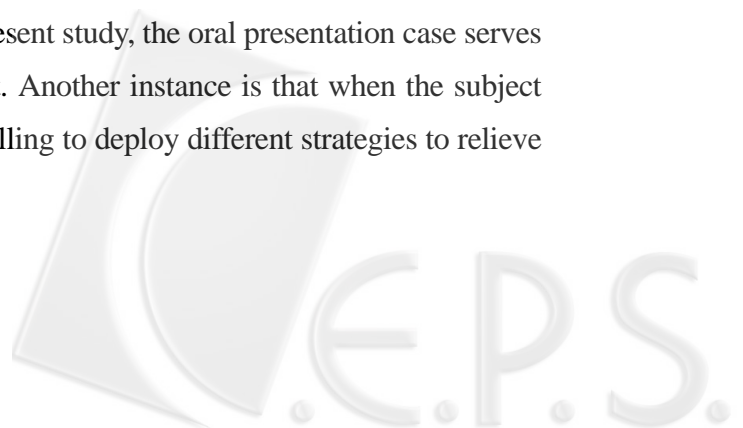 esent study, the oral presentation case serves
. Another instance is that when the subject
lling to deploy different strategies to relieve
C.E.P.S.